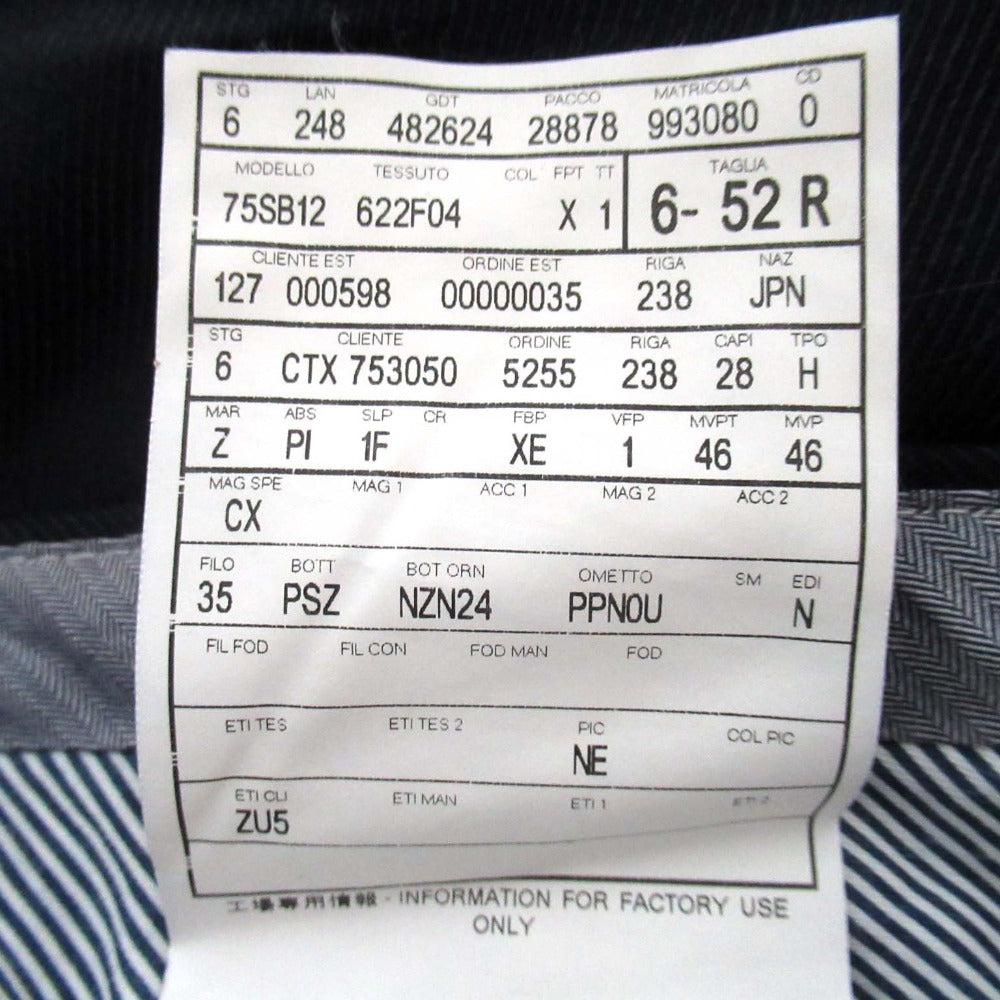 STG LAN GDT PACCO MATRICOLA CD
6 248 482624 28878 993080 0
MODELLO TESSUTO COL FPT TT TAGLIA
75SB12 622F04 X 1 6- 52 R
CLIENTE EST ORDINE EST RIGA NAZ
127 000598 00000035 238 JPN
STG CLIENTE ORDINE RIGA CAPI TPO
6 CTX 753050 5255 238 28 H
MAR ABS SLP CR FBP VFP MVPT MVP
Z PI 1F XE 1 46 46
MAG SPE MAG 1 ACC 1 MAG 2 ACC 2
CX
FILO BOTT BOT ORN OMETTO SM EDI
35 PSZ NZN24 PPN0U N
FIL FOD FIL CON FOD MAN FOD
ETI TES ETI TES 2 PIC COL PIC
NE
ETI CLI ETI MAN ETI 1 ETI 2
ZU5
工場専用情報 - INFORMATION FOR FACTORY USE
ONLY